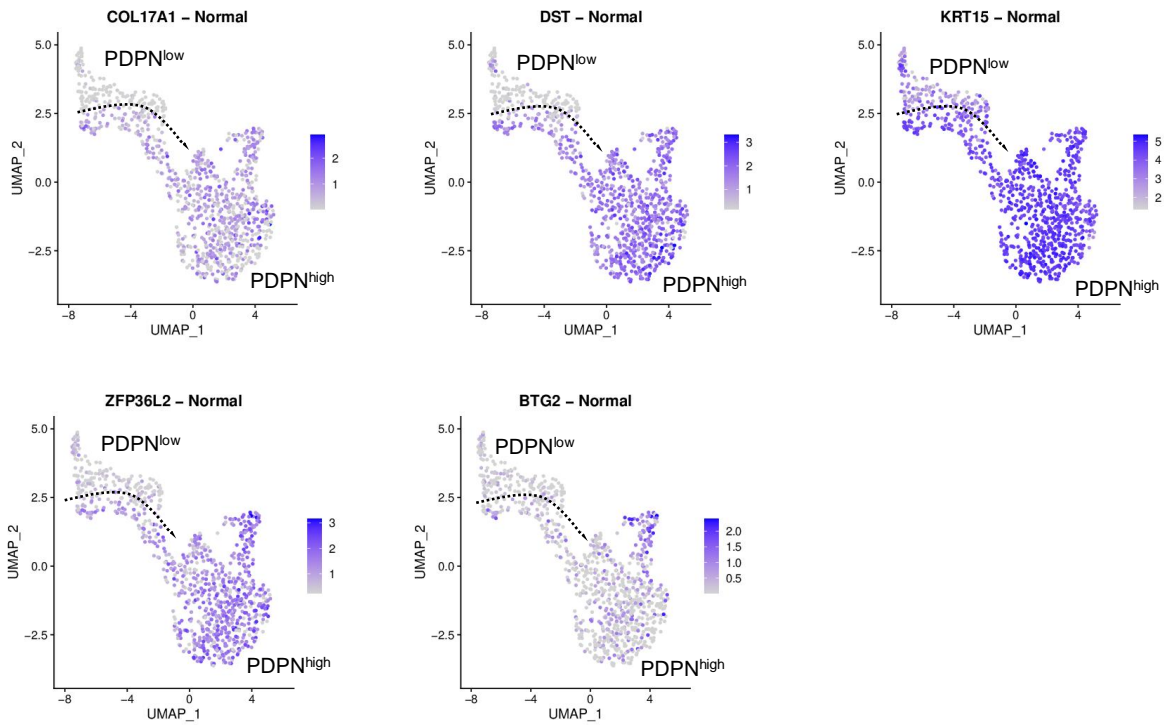 COL17A1 – Normal
PDPNlow
5.0
2.5
0.0
−2.5
UMAP_2
2
1
PDPNhigh
−8
−4
0
4
UMAP_1
DST – Normal
PDPNlow
5.0
2.5
0.0
−2.5
UMAP_2
3
2
1
PDPNhigh
−8
−4
0
4
UMAP_1
KRT15 – Normal
PDPNlow
5.0
2.5
0.0
−2.5
UMAP_2
5
4
3
2
PDPNhigh
−8
−4
0
4
UMAP_1
ZFP36L2 – Normal
PDPNlow
5.0
2.5
0.0
−2.5
UMAP_2
3
2
1
PDPNhigh
−8
−4
0
4
UMAP_1
BTG2 – Normal
PDPNlow
5.0
2.5
0.0
−2.5
UMAP_2
2.0
1.5
1.0
0.5
PDPNhigh
−8
−4
0
4
UMAP_1